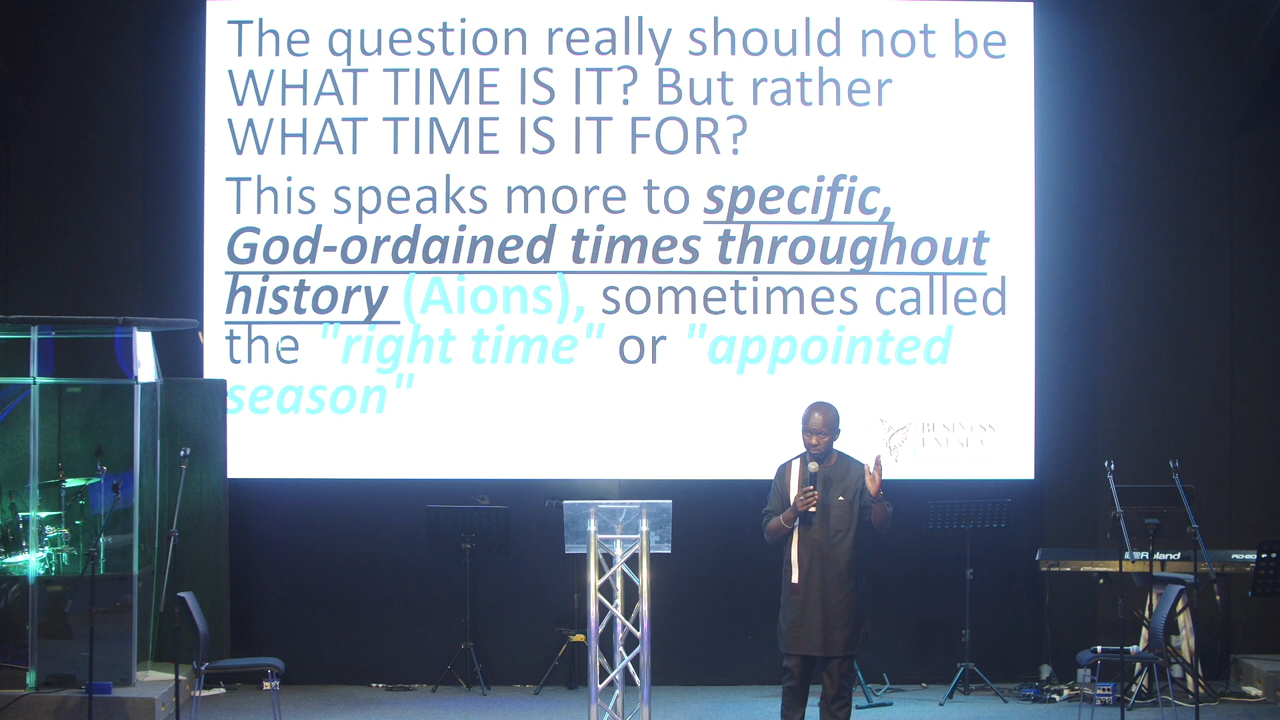 The question really should not be
WHAT TIME IS IT? But rather
WHAT TIME IS IT FOR?
This speaks more to specific,
God-ordained times throughout
history (Aions), sometimes called
the "right time" or "appointed
season"
BUSINESS
Roland